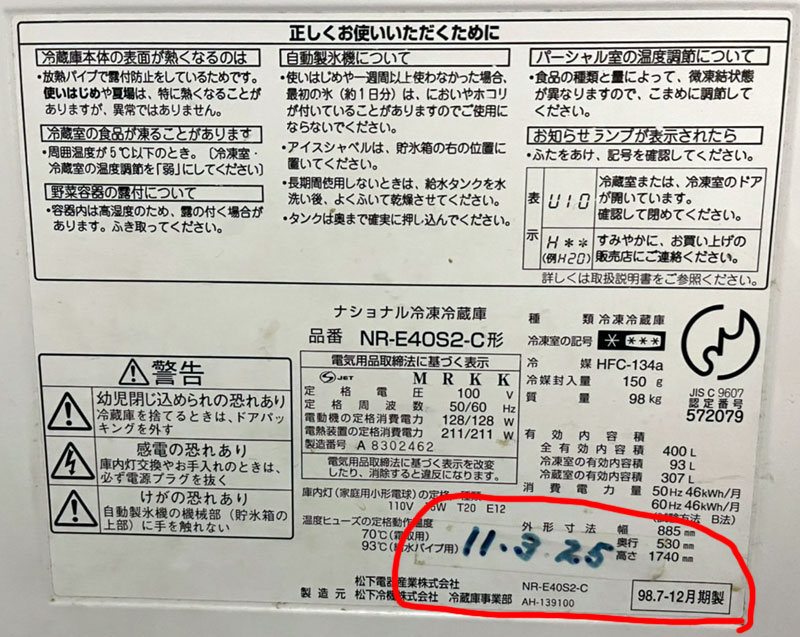 正しくお使いいただくために
冷蔵庫本体の表面が熱くなるのは
・放熱パイプで露付防止をしているためです。
使いはじめや夏場は、特に熱くなることが
ありますが、異常ではありません。
冷蔵室の食品が凍ることがあります
・周囲温度が5℃以下のとき。〔冷凍室・
冷蔵室の温度調節を「弱」にしてください〕
野菜容器の露付について
・容器内は高湿度のため、露の付く場合が
あります。ふき取ってください。
自動製氷機について
・使いはじめや一週間以上使わなかった場合、
最初の氷（約1日分）は、においやホコリ
が付いていることがありますのでご使用に
ならないでください。
・アイスシャベルは、貯氷箱の右の位置に
置いてください。
・長期間使用しないときは、給水タンクを水
洗い後、よくふいて乾燥させてください。
・タンクは奥まで確実に押し込んでください。
パーシャル室の温度調節について
・食品の種類と量によって、微凍結状態
が異なりますので、こまめに調節して
ください。
お知らせランプが表示されたら
・ふたをあけ、記号を確認してください。
表示
U10
冷蔵室または、冷凍室のドア
が開いています。
確認して閉めてください。
H**
(例H20)
すみやかに、お買い上げの
販売店にご連絡ください。
詳しくは取扱説明書をご参照ください。
警告
幼児閉じ込められの恐れあり
冷蔵庫を捨てるときは、ドアパッ
キングを外す
感電の恐れあり
庫内灯交換やお手入れのときは、
必ず電源プラグを抜く
けがの恐れあり
自動製氷機の機械部（貯氷箱の
上部）に手を触れない
ナショナル冷凍冷蔵庫
品番 NR-E40S2-C形
電気用品取締法に基づく表示
JET MRKK
定格電圧 100 V
定格周波数 50/60 Hz
電動機の定格消費電力 128/128 W
電熱装置の定格消費電力 211/211 W
製造番号 A 8302462
電気用品取締法に基づく表示を改変
したり、消除すると違反になります。
庫内灯（家庭用小形電球）の定格
110V T20 E12
温度ヒューズの定格動作温度
70℃
93℃
種類 冷凍冷蔵庫
冷凍室の記号 * ***
冷媒 HFC-134a
冷媒封入量 150 g
質量 98 kg
JIS C 9607
認定番号
572079
有効内容積
全有効内容積 400 L
冷凍室の有効内容積 93 L
冷蔵室の有効内容積 307 L
消費電力量 50Hz 46kWh/月
60Hz 46kWh/月
(試験方法 B法)
外形寸法 幅 885 mm
奥行 530 mm
高さ 1740 mm
11.3.25
松下電器産業株式会社
製造元 松下冷機株式会社 冷蔵庫事業部
NR-E40S2-C
AH-139100
98.7-12月期製